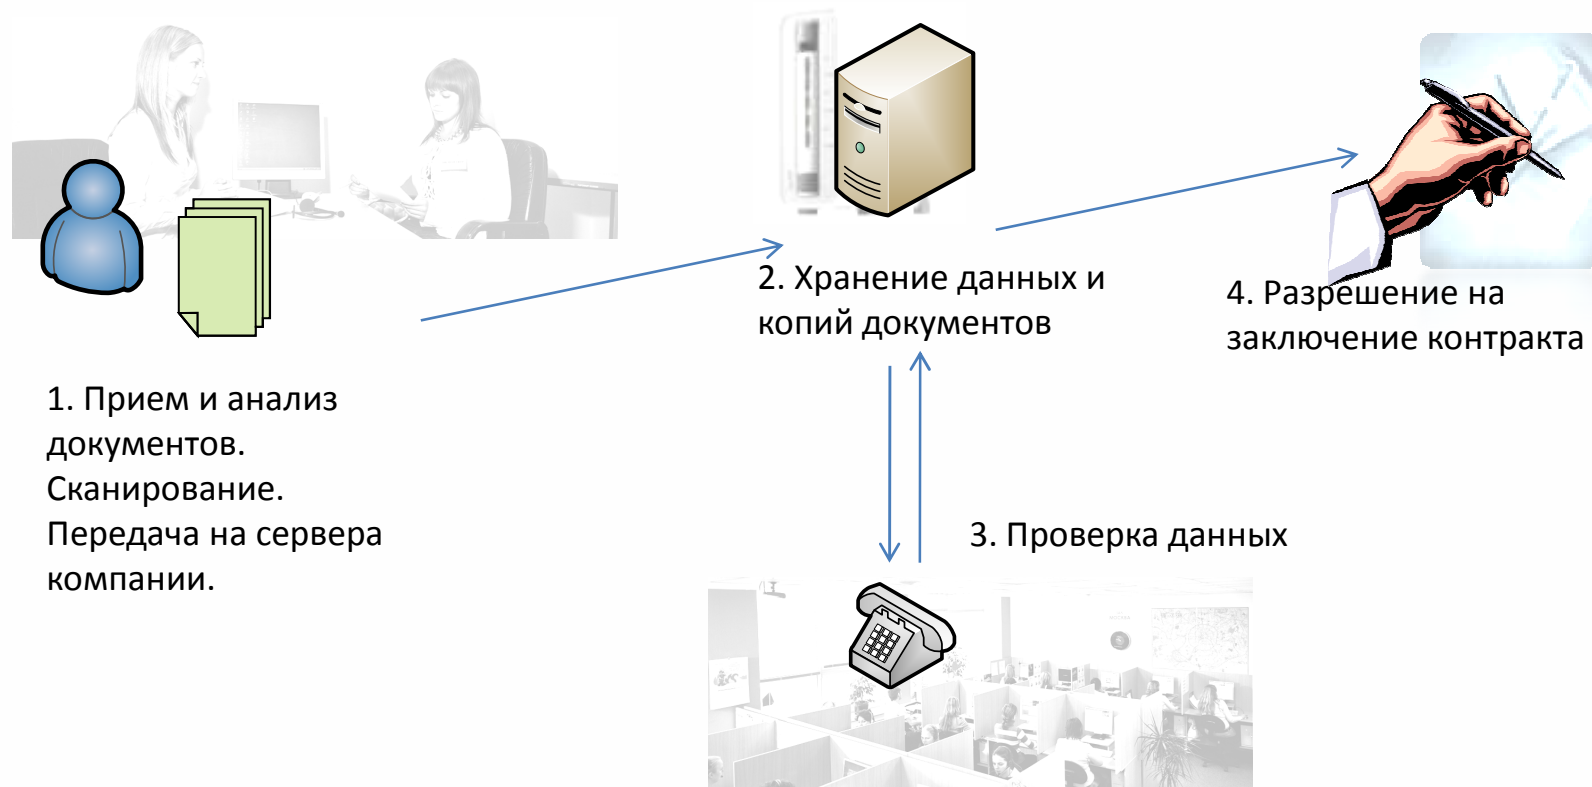 1. Прием и анализ
документов.
Сканирование.
Передача на сервера
компании.
2. Хранение данных и
копий документов
3. Проверка данных
4. Разрешение на
заключение контракта